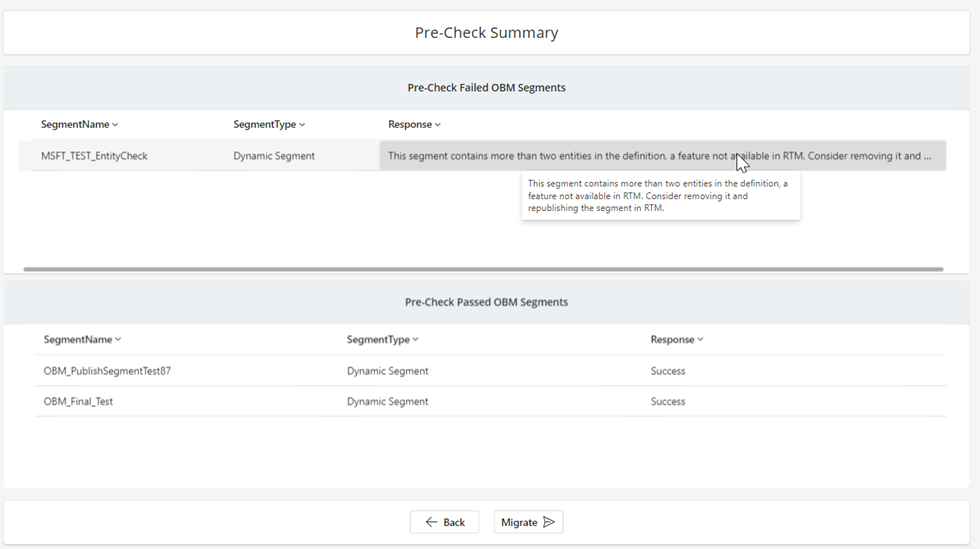 Pre-Check Summary
Pre-Check Failed OBM Segments
SegmentName SegmentType Response
MSFT_TEST_EntityCheck Dynamic Segment This segment contains more than two entities in the definition, a feature not available in RTM. Consider removing it and ...
This segment contains more than two entities in the definition, a
feature not available in RTM. Consider removing it and
republishing the segment in RTM.
Pre-Check Passed OBM Segments
SegmentName SegmentType Response
OBM_PublishSegmentTest87 Dynamic Segment Success
OBM_Final_Test Dynamic Segment Success
Back Migrate